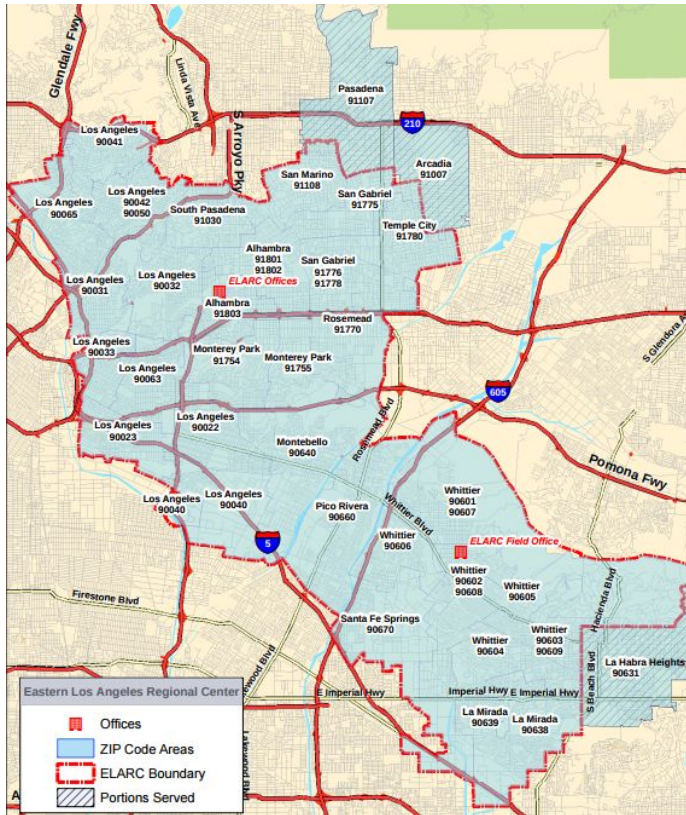 Glendale Fwy
Linda Vista Ave
S Arroyo Pky
Pasadena
91107
210
Los Angeles
90041
Arcadia
91007
San Marino
91108
Los Angeles
90042
90050
San Gabriel
91775
Los Angeles
90065
South Pasadena
91030
Temple City
91780
Alhambra
91801
91802
San Gabriel
91776
91778
Los Angeles
90031
Los Angeles
90032
ELARC Offices
Alhambra
91803
Rosemead
91770
S Glendora A
Los Angeles
90033
Monterey Park
91754
Monterey Park
91755
Los Angeles
90063
605
Rosemead Blvd
Los Angeles
90022
Los Angeles
90023
Montebello
90640
Pomona Fwy
Los Angeles
90040
Los Angeles
90040
Whittier Blvd
Whittier
90601
90607
Pico Rivera
90660
5
Whittier
90606
ELARC Field Office
Whittier
90602
90608
Whittier
90605
Hacienda Blvd
Firestone Blvd
Santa Fe Springs
90670
Whittier
90604
Whittier
90603
90609
La Habra Heights
90631
S Beach Blvd
ewood Blvd
E Imperial Hwy
Imperial Hwy
E Imperial Hwy
La Mirada
90639
La Mirada
90638
Lakewood Blvd
Eastern Los Angeles Regional Center
Offices
ZIP Code Areas
ELARC Boundary
Portions Served
A